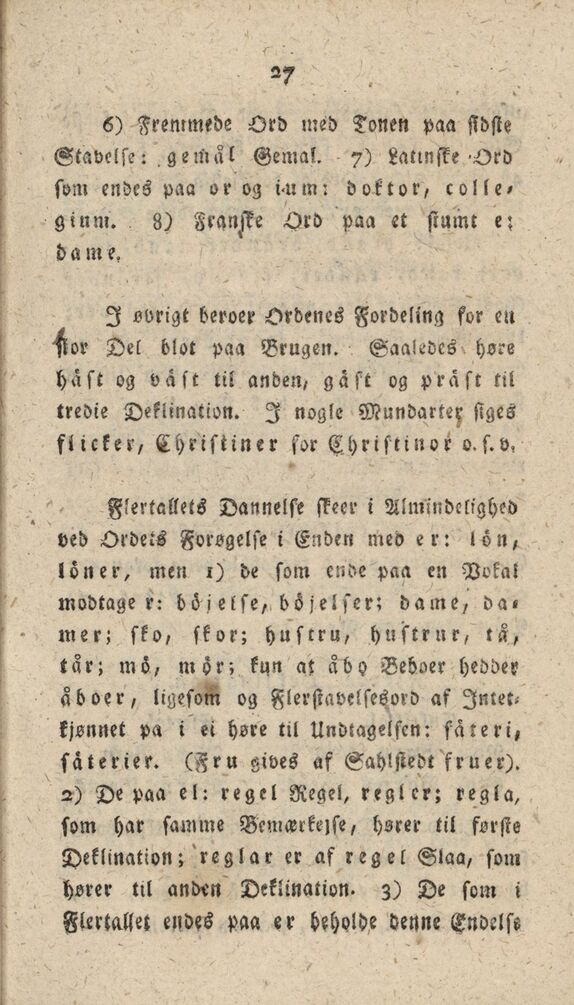 27
6) Fremmede Ord med Tonen paa sidste
Stavelse: gemål Gemal. 7) Latinske Ord
som endes paa or og ium: doktor, colle-
gium. 8) Franske Ord paa et stumt e:
dame.
I øvrigt beroer Ordenes Fordeling for en
stor Del blot paa Brugen. Saaledes høre
håst og våst til anden, gåst og pråst til
tredie Deklination. I nogle Mundarter siges
flicker, Christiner for Christinor o. s. v.
Flertallets Dannelse skeer i Almindelighed
ved Ordets Forøgelse i Enden med er: lön,
löner, men 1) de som ende paa en Vokal
modtage r: böjelse, böjelser; dame, da-
mer; sko, skor; hustru, hustrur, tå,
tår; mö, mör; kun at åbo Beboer hedder
åboer, ligesom og Flerstavelsesord af Intet-
kjønnet pa i ei høre til Undtagelsen: såteri,
såterier. (Fru gives af Sahlstedt fruer).
2) De paa el: regel Regel, regler; regla,
som har samme Bemærkelse, hører til første
Deklination; reglar er af regel Slaa, som
hører til anden Deklination. 3) De som i
Flertallet endes paa er beholde denne Endelse